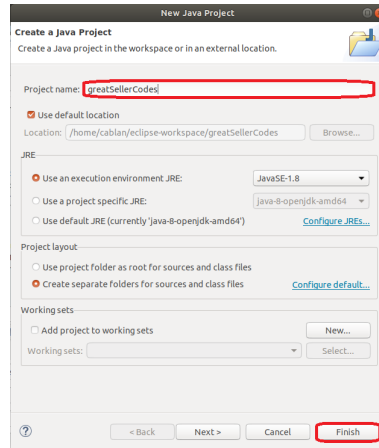 New Java Project
Create a Java Project
Create a Java project in the workspace or in an external location.
Project name: greatSellerCodes
Use default location
Location: /home/cablan/eclipse-workspace/greatSellerCodes Browse...
JRE
Use an execution environment JRE: JavaSE-1.8
Use a project specific JRE: java-8-openjdk-amd64
Use default JRE (currently 'java-8-openjdk-amd64') Configure JREs...
Project layout
Use project folder as root for sources and class files
Create separate folders for sources and class files Configure default...
Working sets
Add project to working sets New...
Working sets: Select...
? < Back Next > Cancel Finish